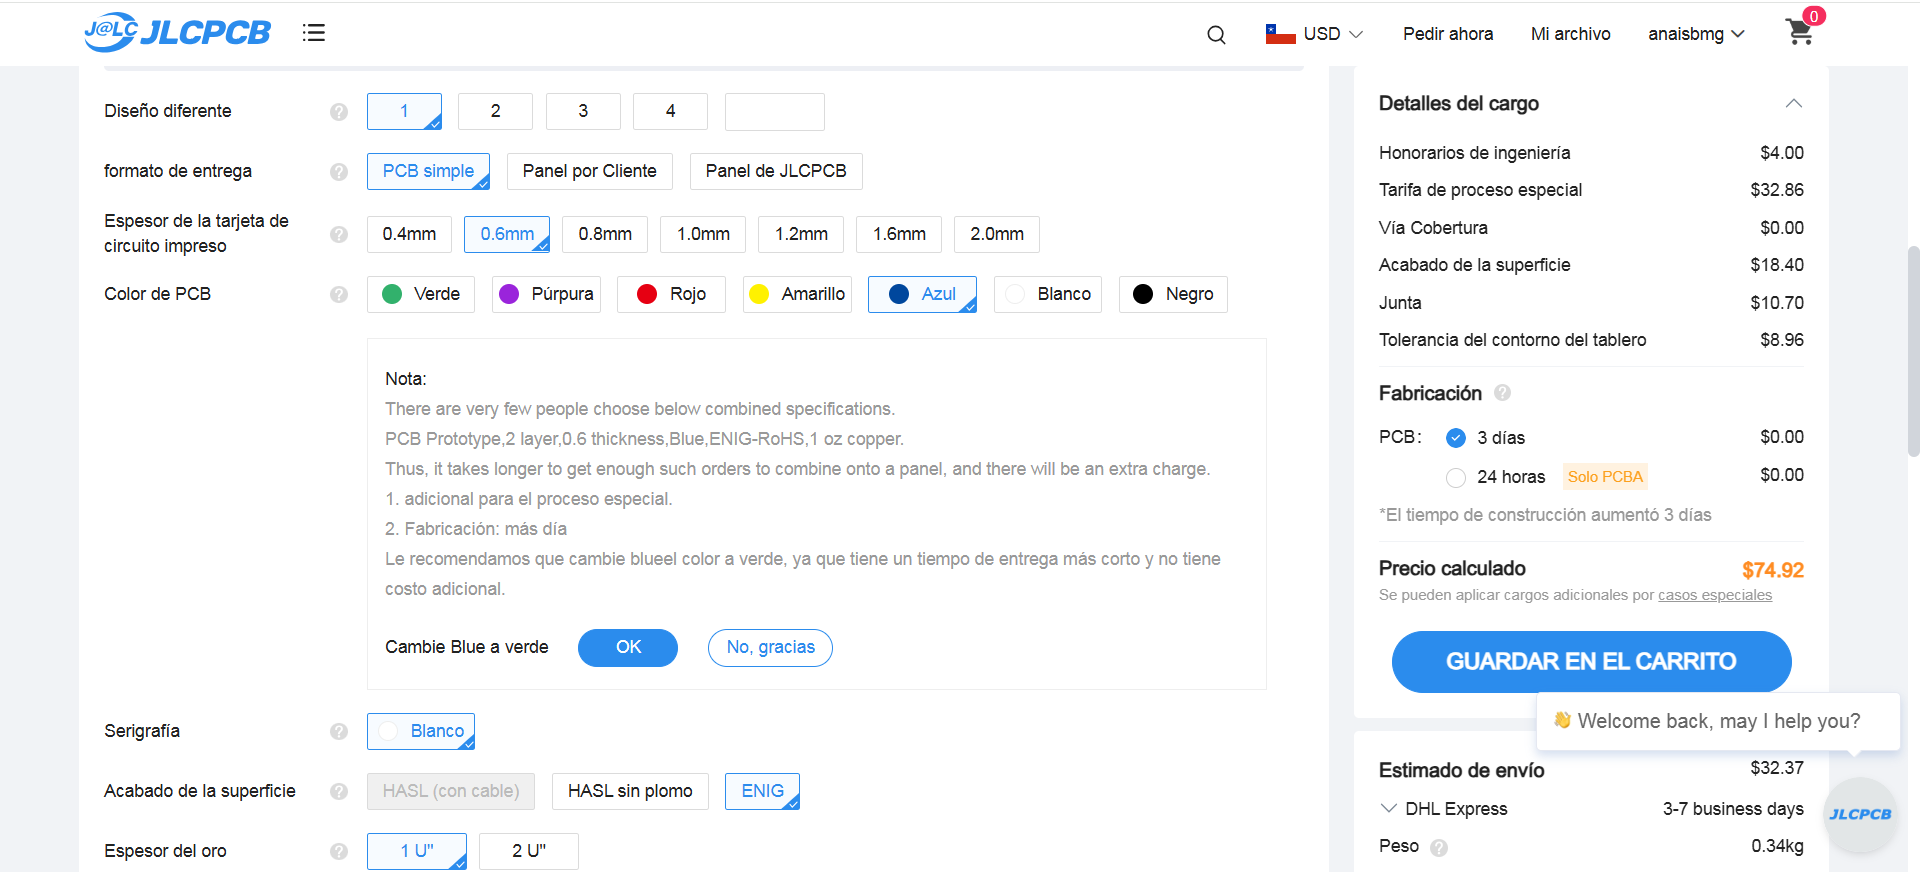 J@LC JLCPCB
USD
Pedir ahora
Mi archivo
anaisbmg
0
Diseño diferente
?
1
2
3
4
formato de entrega
?
PCB simple
Panel por Cliente
Panel de JLCPCB
Espesor de la tarjeta de
circuito impreso
?
0.4mm
0.6mm
0.8mm
1.0mm
1.2mm
1.6mm
2.0mm
Color de PCB
?
Verde
Púrpura
Rojo
Amarillo
Azul
Blanco
Negro
Nota:
There are very few people choose below combined specifications.
PCB Prototype,2 layer,0.6 thickness,Blue,ENIG-RoHS,1 oz copper.
Thus, it takes longer to get enough such orders to combine onto a panel, and there will be an extra charge.
1. adicional para el proceso especial.
2. Fabricación: más día
Le recomendamos que cambie blueel color a verde, ya que tiene un tiempo de entrega más corto y no tiene
costo adicional.
Cambie Blue a verde
OK
No, gracias
Serigrafía
?
Blanco
Acabado de la superficie
?
HASL (con cable)
HASL sin plomo
ENIG
Espesor del oro
?
1 U"
2 U"
Detalles del cargo
Honorarios de ingeniería $4.00
Tarifa de proceso especial $32.86
Vía Cobertura $0.00
Acabado de la superficie $18.40
Junta $10.70
Tolerancia del contorno del tablero $8.96
Fabricación ?
PCB: 3 días $0.00
24 horas Solo PCBA $0.00
*El tiempo de construcción aumentó 3 días
Precio calculado $74.92
Se pueden aplicar cargos adicionales por casos especiales
GUARDAR EN EL CARRITO
👋 Welcome back, may I help you?
Estimado de envío $32.37
DHL Express 3-7 business days
JLCPCB
Peso ? 0.34kg